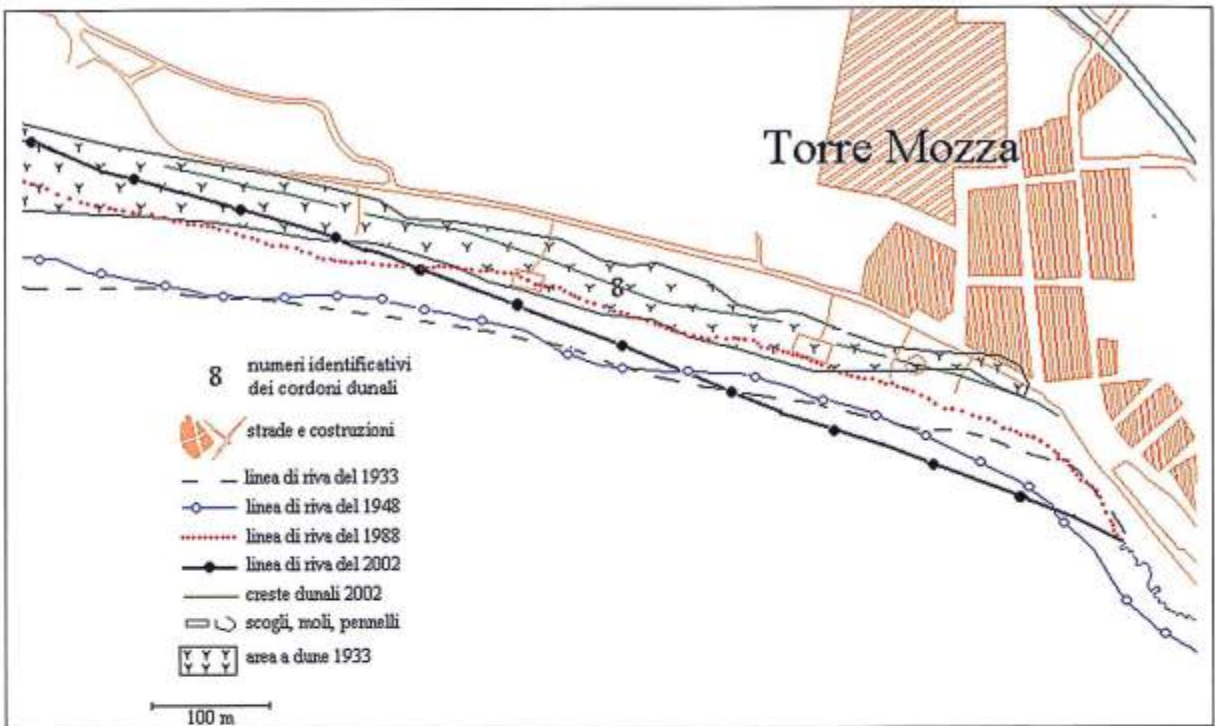 Torre Mozza
8
8 numeri identificativi
dei cordoni dunali
strade e costruzioni
linea di riva del 1933
linea di riva del 1948
linea di riva del 1988
linea di riva del 2002
creste dunali 2002
scogli, moli, pennelli
area a dune 1933
100 m